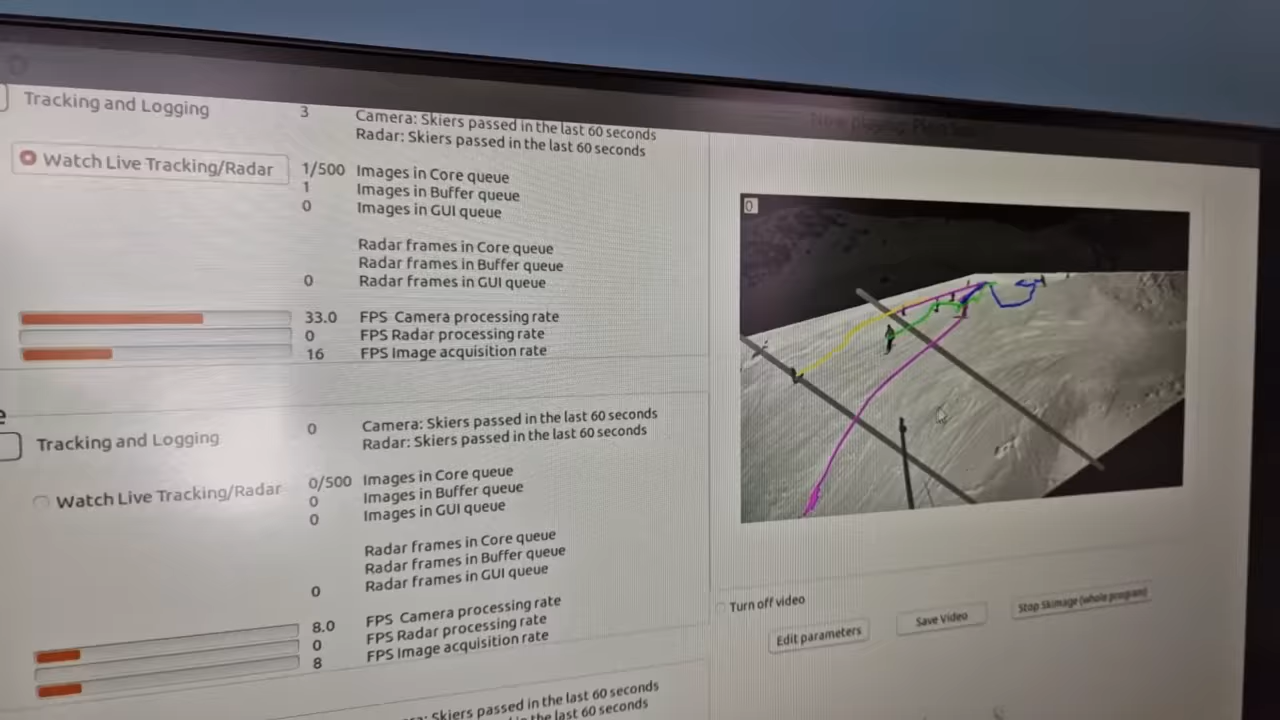 Tracking and Logging
3
Camera: Skiers passed in the last 60 seconds
Radar: Skiers passed in the last 60 seconds
Watch Live Tracking/Radar
1/500 Images in Core queue
1 Images in Buffer queue
0 Images in GUI queue
Radar frames in Core queue
Radar frames in Buffer queue
0 Radar frames in GUI queue
33.0 FPS Camera processing rate
0 FPS Radar processing rate
16 FPS Image acquisition rate
e
Tracking and Logging
0
Camera: Skiers passed in the last 60 seconds
Radar: Skiers passed in the last 60 seconds
Watch Live Tracking/Radar
0/500 Images in Core queue
0 Images in Buffer queue
0 Images in GUI queue
Radar frames in Core queue
Radar frames in Buffer queue
0 Radar frames in GUI queue
8.0 FPS Camera processing rate
0 FPS Radar processing rate
8 FPS Image acquisition rate
Skiers passed in the last 60 seconds
in the last 60 seconds
Now playing:
0
Turn off video
Edit parameters
Save Video
Stop Skimage (whole program)